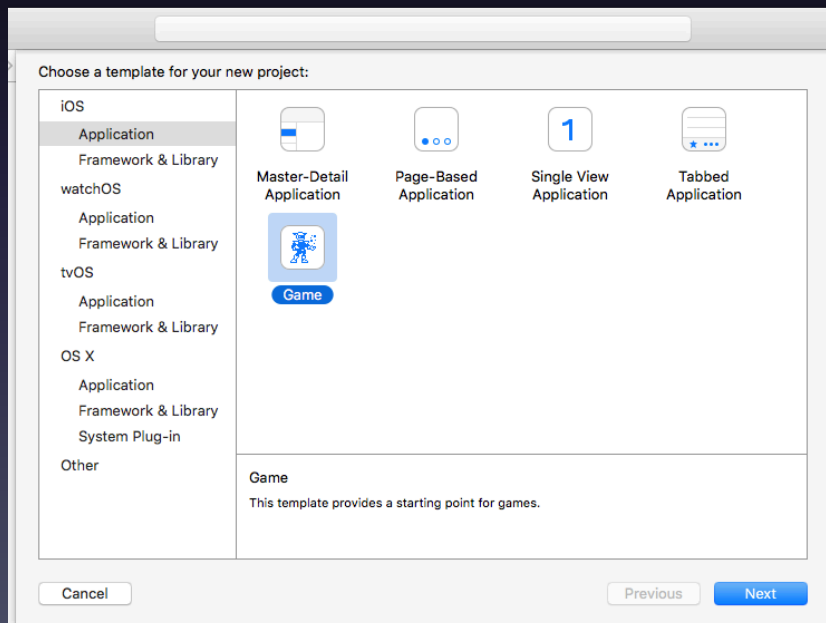 Choose a template for your new project:
iOS
Application
Framework & Library
watchOS
Application
Framework & Library
tvOS
Application
Framework & Library
OS X
Application
Framework & Library
System Plug-in
Other
Master-Detail
Application
Page-Based
Application
1
Single View
Application
Tabbed
Application
Game
Game
This template provides a starting point for games.
Cancel
Previous
Next